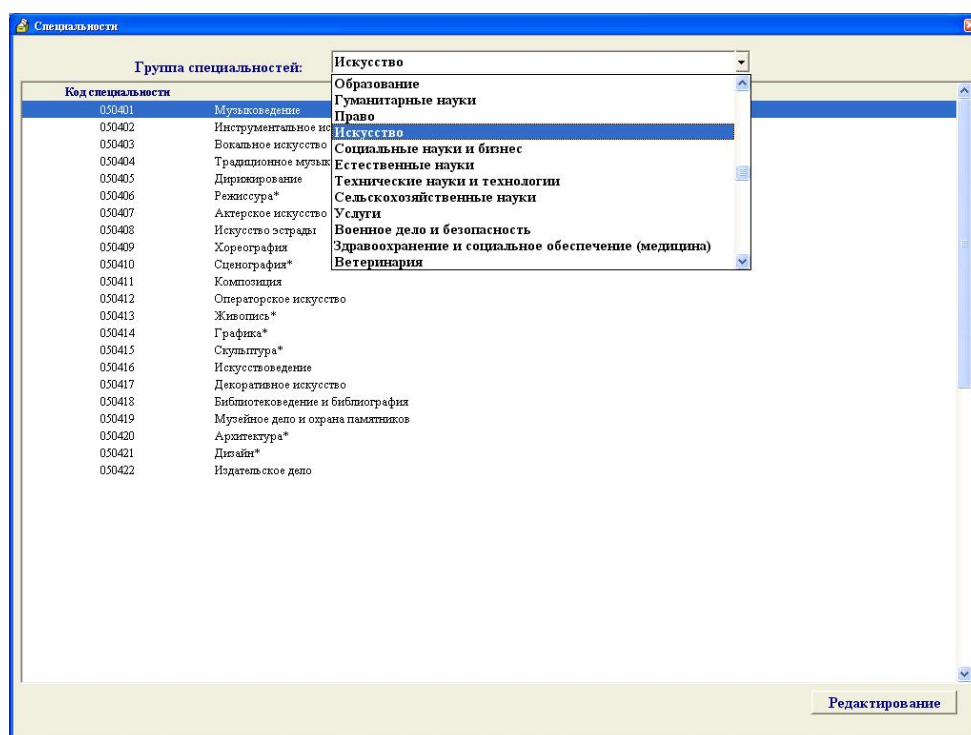 Специальности
Группа специальностей: Искусство
Образование
Гуманитарные науки
Право
Искусство
Социальные науки и бизнес
Естественные науки
Технические науки и технологии
Сельскохозяйственные науки
Услуги
Военное дело и безопасность
Здравоохранение и социальное обеспечение (медицина)
Ветеринария
Код специальности
050401 Музыковедение
050402 Инструментальное ис
050403 Вокальное искусство
050404 Традиционное музык
050405 Дирижирование
050406 Режиссура*
050407 Актерское искусство
050408 Искусство эстрады
050409 Хореография
050410 Сценография*
050411 Композиция
050412 Операторское искусство
050413 Живопись*
050414 Графика*
050415 Скульптура*
050416 Искусствоведение
050417 Декоративное искусство
050418 Библиотековедение и библиография
050419 Музейное дело и охрана памятников
050420 Архитектура*
050421 Дизайн*
050422 Издательское дело
Редактирование